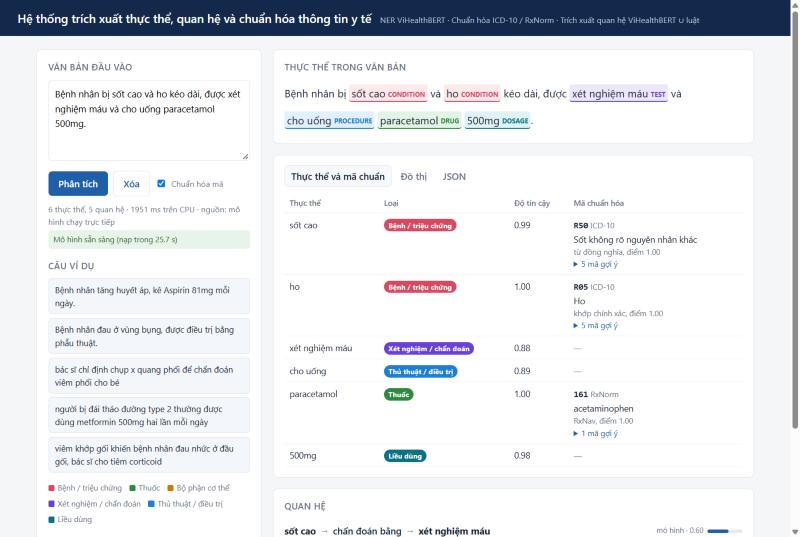 Hệ thống trích xuất thực thể, quan hệ và chuẩn hóa thông tin y tế NER ViHealthBERT · Chuẩn hóa ICD-10 / RxNorm · Trích xuất quan hệ ViHealthBERT ∪ luật
VĂN BẢN ĐẦU VÀO
Bệnh nhân bị sốt cao và ho kéo dài, được xét
nghiệm máu và cho uống paracetamol
500mg.
Phân tích Xóa Chuẩn hóa mã
6 thực thể, 5 quan hệ · 1951 ms trên CPU · nguồn: mô
hình chạy trực tiếp
Mô hình sẵn sàng (nạp trong 25.7 s)
CÂU VÍ DỤ
Bệnh nhân tăng huyết áp, kê Aspirin 81mg mỗi
ngày.
Bệnh nhân đau ở vùng bụng, được điều trị bằng
phẫu thuật.
bác sĩ chỉ định chụp x quang phổi để chẩn đoán
viêm phổi cho bé
người bị đái tháo đường type 2 thường được
dùng metformin 500mg hai lần mỗi ngày
viêm khớp gối khiến bệnh nhân đau nhức ở đầu
gối, bác sĩ cho tiêm corticoid
Bệnh / triệu chứng Thuốc Bộ phận cơ thể
Xét nghiệm / chẩn đoán Thủ thuật / điều trị
Liều dùng
THỰC THỂ TRONG VĂN BẢN
Bệnh nhân bị sốt cao CONDITION và ho CONDITION kéo dài, được xét nghiệm máu TEST và
cho uống PROCEDURE paracetamol DRUG 500mg DOSAGE .
Thực thể và mã chuẩn Đồ thị JSON
Thực thể Loại Độ tin cậy Mã chuẩn hóa
sốt cao Bệnh / triệu chứng 0.99 R50 ICD-10
Sốt không rõ nguyên nhân khác
từ đồng nghĩa, điểm 1.00
▶ 5 mã gợi ý
ho Bệnh / triệu chứng 1.00 R05 ICD-10
Ho
khớp chính xác, điểm 1.00
▶ 5 mã gợi ý
xét nghiệm máu Xét nghiệm / chẩn đoán 0.88 —
cho uống Thủ thuật / điều trị 0.89 —
paracetamol Thuốc 1.00 161 RxNorm
acetaminophen
RxNav, điểm 1.00
▶ 1 mã gợi ý
500mg Liều dùng 0.98 —
QUAN HỆ
sốt cao → chẩn đoán bằng → xét nghiệm máu mô hình · 0.60